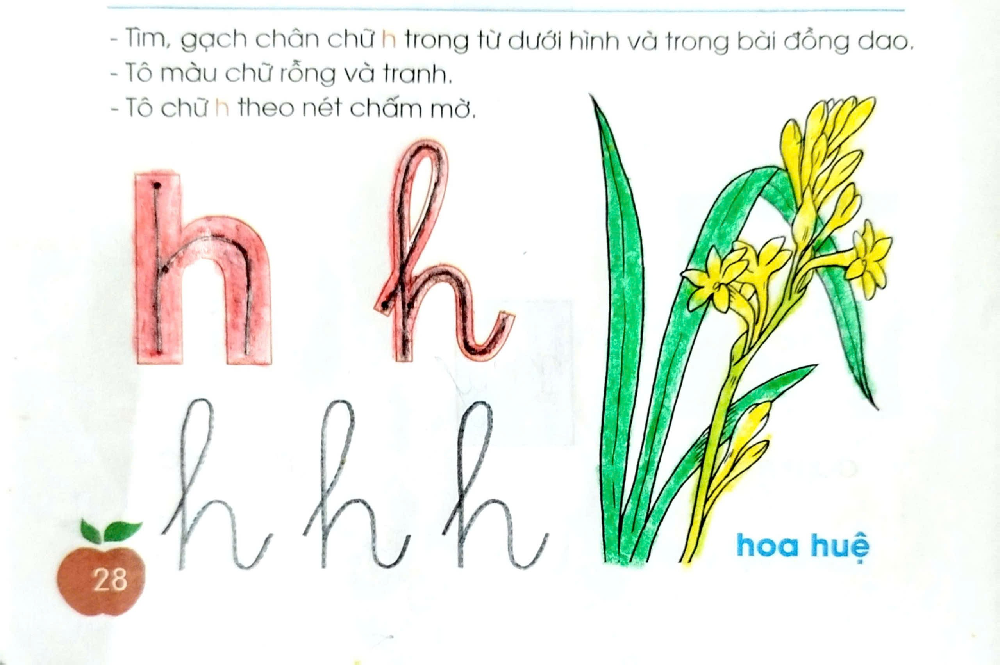 - Tìm, gạch chân chữ h trong từ dưới hình và trong bài đồng dao.
- Tô màu chữ rỗng và tranh.
- Tô chữ h theo nét chấm mờ.
h h
h h h
hoa huệ
28